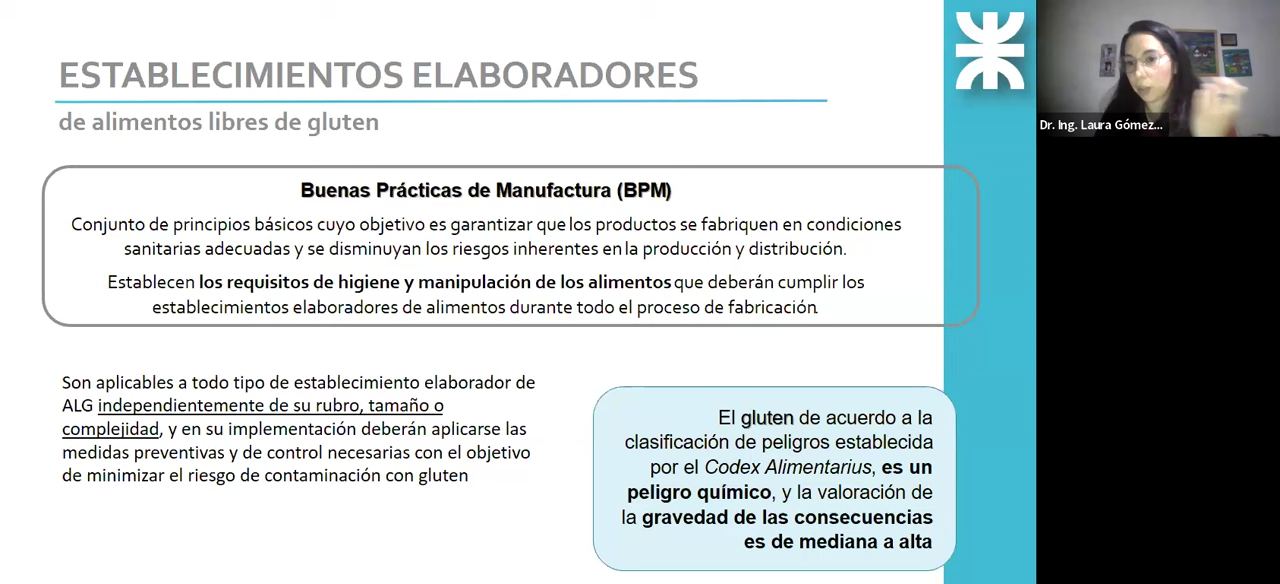 ESTABLECIMIENTOS ELABORADORES
de alimentos libres de gluten
Buenas Prácticas de Manufactura (BPM)
Conjunto de principios básicos cuyo objetivo es garantizar que los productos se fabriquen en condiciones
sanitarias adecuadas y se disminuyan los riesgos inherentes en la producción y distribución.
Establecen los requisitos de higiene y manipulación de los alimentos que deberán cumplir los
establecimientos elaboradores de alimentos durante todo el proceso de fabricación.
Son aplicables a todo tipo de establecimiento elaborador de
ALG independientemente de su rubro, tamaño o
complejidad, y en su implementación deberán aplicarse las
medidas preventivas y de control necesarias con el objetivo
de minimizar el riesgo de contaminación con gluten
El gluten de acuerdo a la
clasificación de peligros establecida
por el Codex Alimentarius, es un
peligro químico, y la valoración de
la gravedad de las consecuencias
es de mediana a alta
Dr. Ing. Laura Gómez...